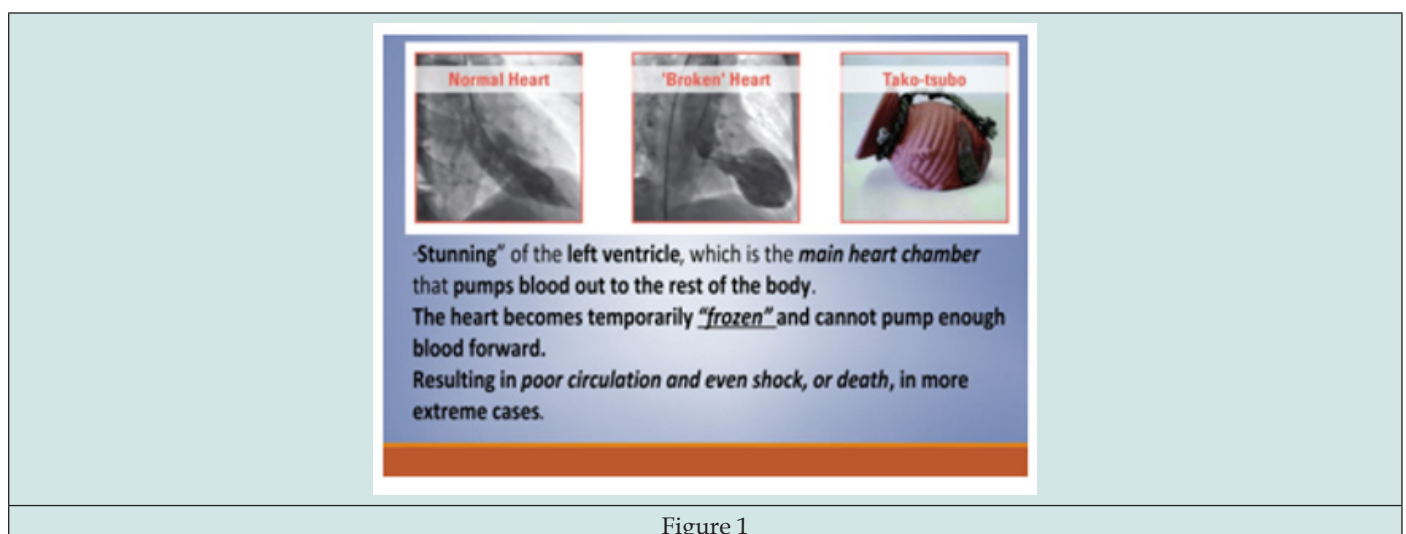 Normal Heart
'Broken' Heart
Tako-tsubo
·Stunning” of the left ventricle, which is the main heart chamber
that pumps blood out to the rest of the body.
The heart becomes temporarily “frozen” and cannot pump enough
blood forward.
Resulting in poor circulation and even shock, or death, in more
extreme cases.
Figure 1